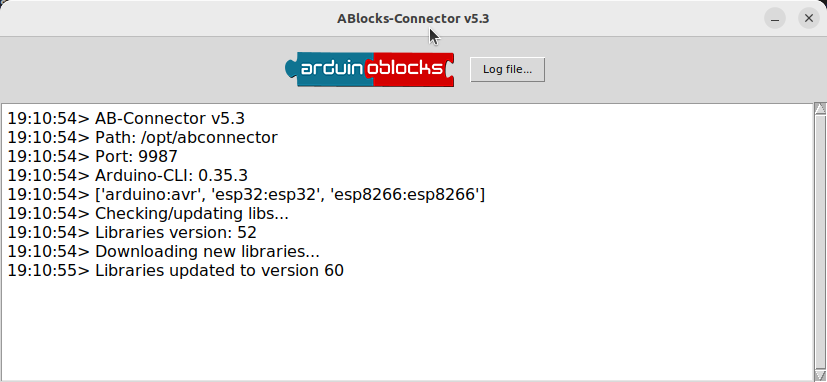 ABlocks-Connector v5.3
arduinoblocks
Log file...
19:10:54> AB-Connector v5.3
19:10:54> Path: /opt/abconnector
19:10:54> Port: 9987
19:10:54> Arduino-CLI: 0.35.3
19:10:54> ['arduino:avr', 'esp32:esp32', 'esp8266:esp8266']
19:10:54> Checking/updating libs...
19:10:54> Libraries version: 52
19:10:54> Downloading new libraries...
19:10:55> Libraries updated to version 60